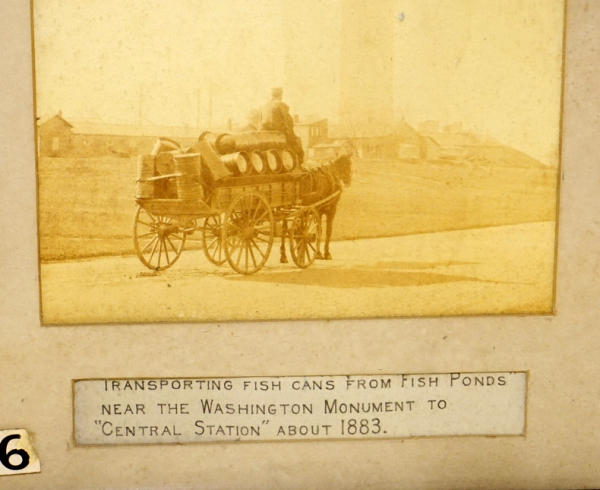 Transporting fish cans from Fish Ponds"
near the Washington Monument to
"Central Station" about 1883.
6